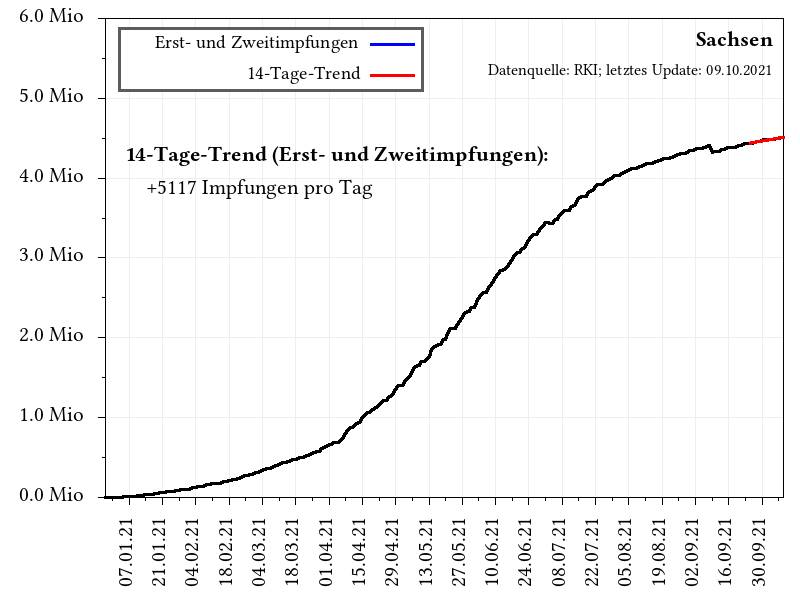 6.0 Mio
5.0 Mio
4.0 Mio
3.0 Mio
2.0 Mio
1.0 Mio
0.0 Mio
Erst- und Zweitimpfungen
14-Tage-Trend
Sachsen
Datenquelle: RKI; letztes Update: 09.10.2021
14-Tage-Trend (Erst- und Zweitimpfungen):
+5117 Impfungen pro Tag
07.01.21
21.01.21
04.02.21
18.02.21
04.03.21
18.03.21
01.04.21
15.04.21
29.04.21
13.05.21
27.05.21
10.06.21
24.06.21
08.07.21
22.07.21
05.08.21
19.08.21
02.09.21
16.09.21
30.09.21